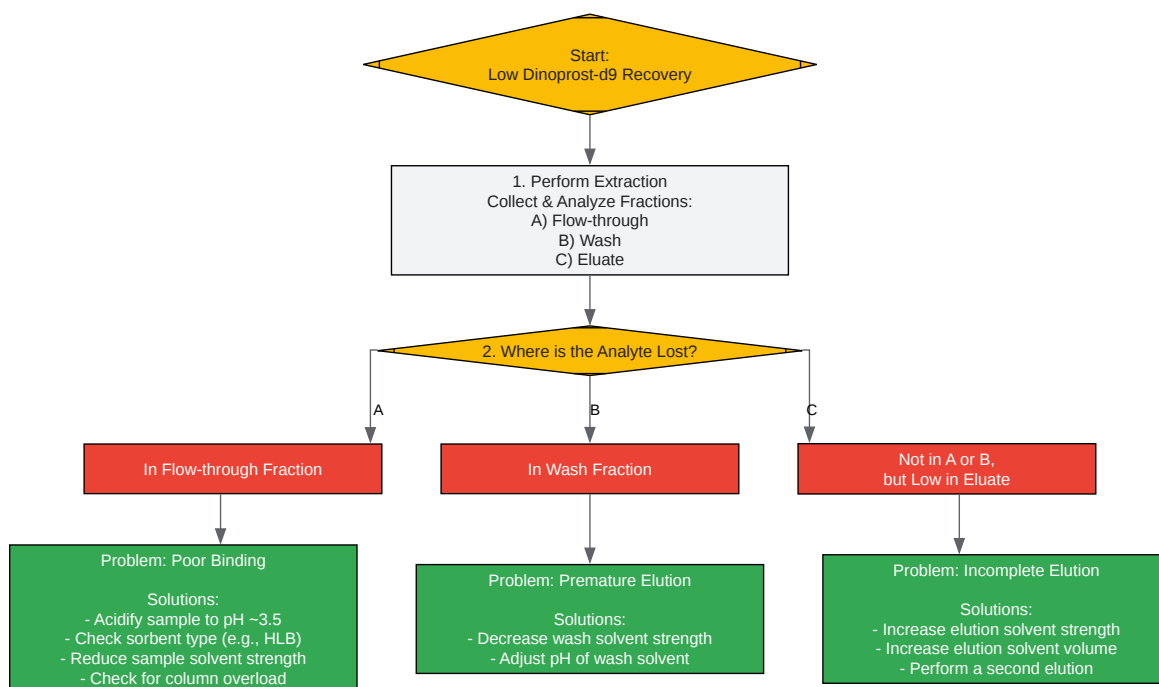 Start:
Low Dinoprost-d9 Recovery
1. Perform Extraction
Collect & Analyze Fractions:
A) Flow-through
B) Wash
C) Eluate
2. Where is the Analyte Lost?
A
B
C
In Flow-through Fraction
In Wash Fraction
Not in A or B,
but Low in Eluate
Problem: Poor Binding
Solutions:
- Acidify sample to pH ~3.5
- Check sorbent type (e.g., HLB)
- Reduce sample solvent strength
- Check for column overload
Problem: Premature Elution
Solutions:
- Decrease wash solvent strength
- Adjust pH of wash solvent
Problem: Incomplete Elution
Solutions:
- Increase elution solvent strength
- Increase elution solvent volume
- Perform a second elution